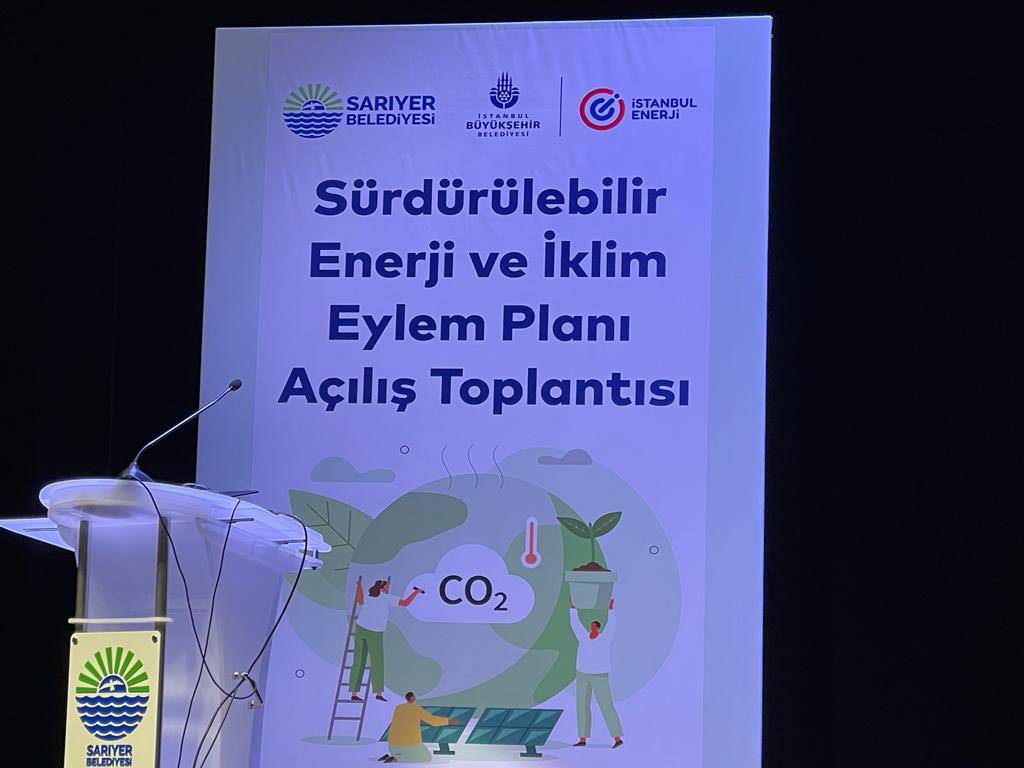 SARIYER
BELEDİYESİ
İSTANBUL
BÜYÜKŞEHİR
BELEDİYESİ
İSTANBUL
ENERJİ
Sürdürülebilir
Enerji ve İklim
Eylem Planı
Açılış Toplantısı
CO₂
SARIYER
BELEDİYESİ